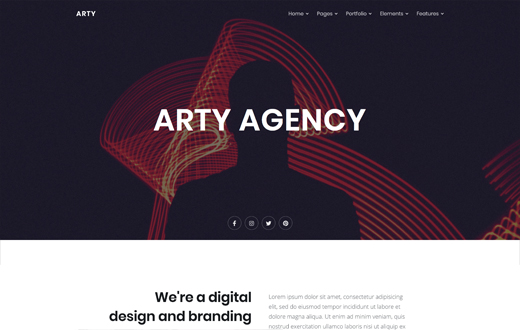 ARTY
Home Pages Portfolio Elements Features
ARTY AGENCY
We're a digital
design and branding
Lorem ipsum dolor sit amet, consectetur adipisicing
elit, sed do eiusmod tempor incididunt ut labore et
dolore magna aliqua. Ut enim ad minim veniam, quis
nostrud exercitation ullamco laboris nisi ut aliquip ex